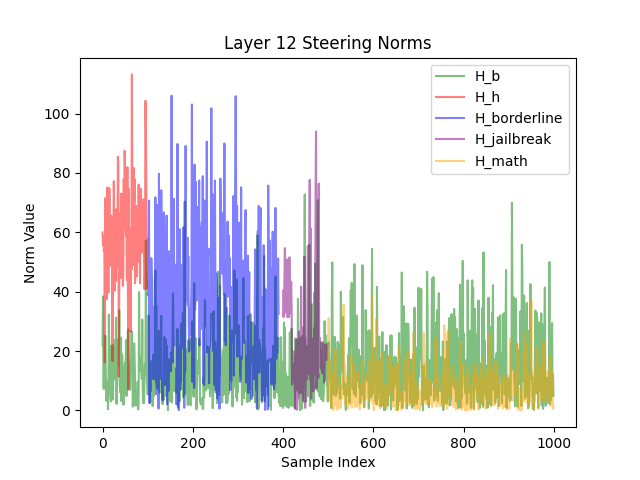 Layer 12 Steering Norms
H_b
H_h
H_borderline
H_jailbreak
H_math
Norm Value
100
80
60
40
20
0
0 200 400 600 800 1000
Sample Index